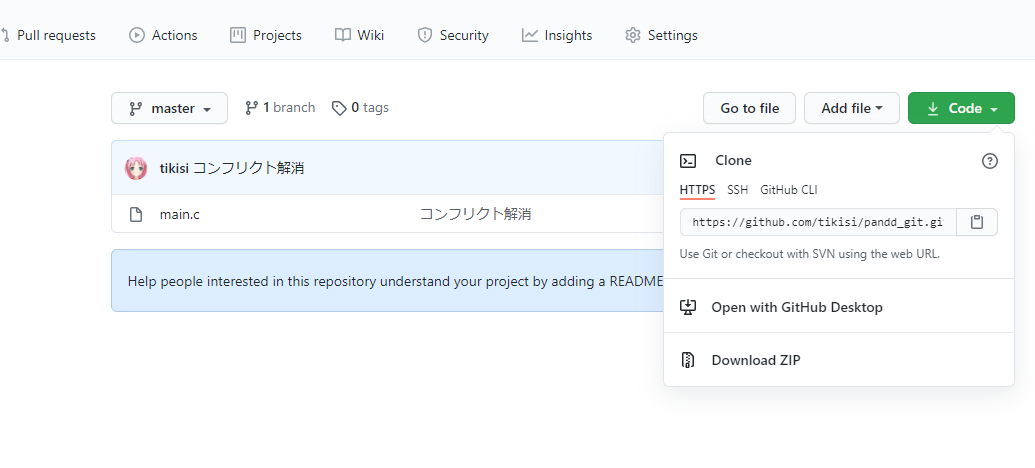 Pull requests Actions Projects Wiki Security Insights Settings
master 1 branch 0 tags Go to file Add file Code
tikisi コンフリクト解消
main.c コンフリクト解消
Help people interested in this repository understand your project by adding a README
Clone
HTTPS SSH GitHub CLI
https://github.com/tikisi/pandd_git.gi
Use Git or checkout with SVN using the web URL.
Open with GitHub Desktop
Download ZIP